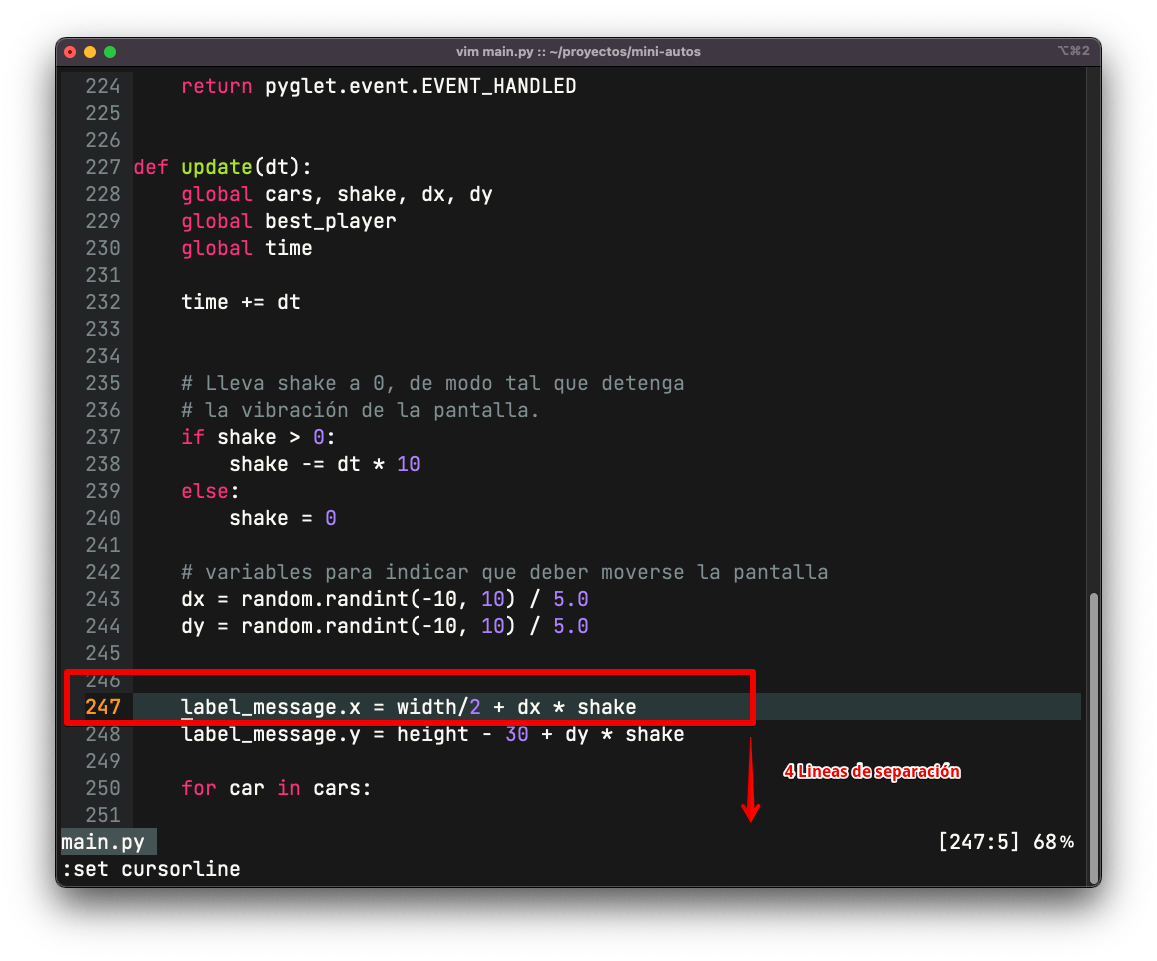 vim main.py :: ~/proyectos/mini-autos ⌥⌘2
224     return pyglet.event.EVENT_HANDLED
225
226
227 def update(dt):
228     global cars, shake, dx, dy
229     global best_player
230     global time
231
232     time += dt
233
234
235     # Lleva shake a 0, de modo tal que detenga
236     # la vibración de la pantalla.
237     if shake > 0:
238         shake -= dt * 10
239     else:
240         shake = 0
241
242     # variables para indicar que deber moverse la pantalla
243     dx = random.randint(-10, 10) / 5.0
244     dy = random.randint(-10, 10) / 5.0
245
246
247     label_message.x = width/2 + dx * shake
248     label_message.y = height - 30 + dy * shake
249
4 Lineas de separación
250     for car in cars:
251
main.py [247:5] 68%
:set cursorline